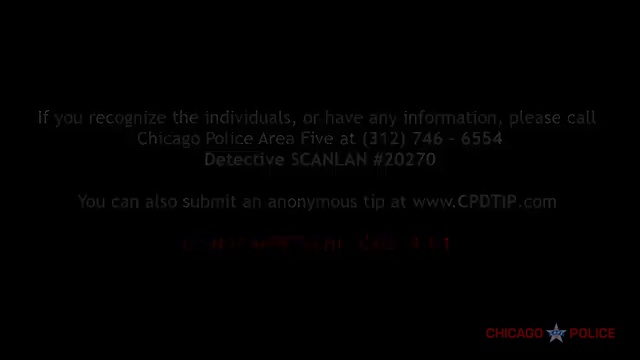 If you recognize the individuals, or have any information, please call
Chicago Police Area Five at (312) 746 - 6554
Detective SCANLAN #20270
You can also submit an anonymous tip at www.CPDTIP.com
CHICAGO POLICE